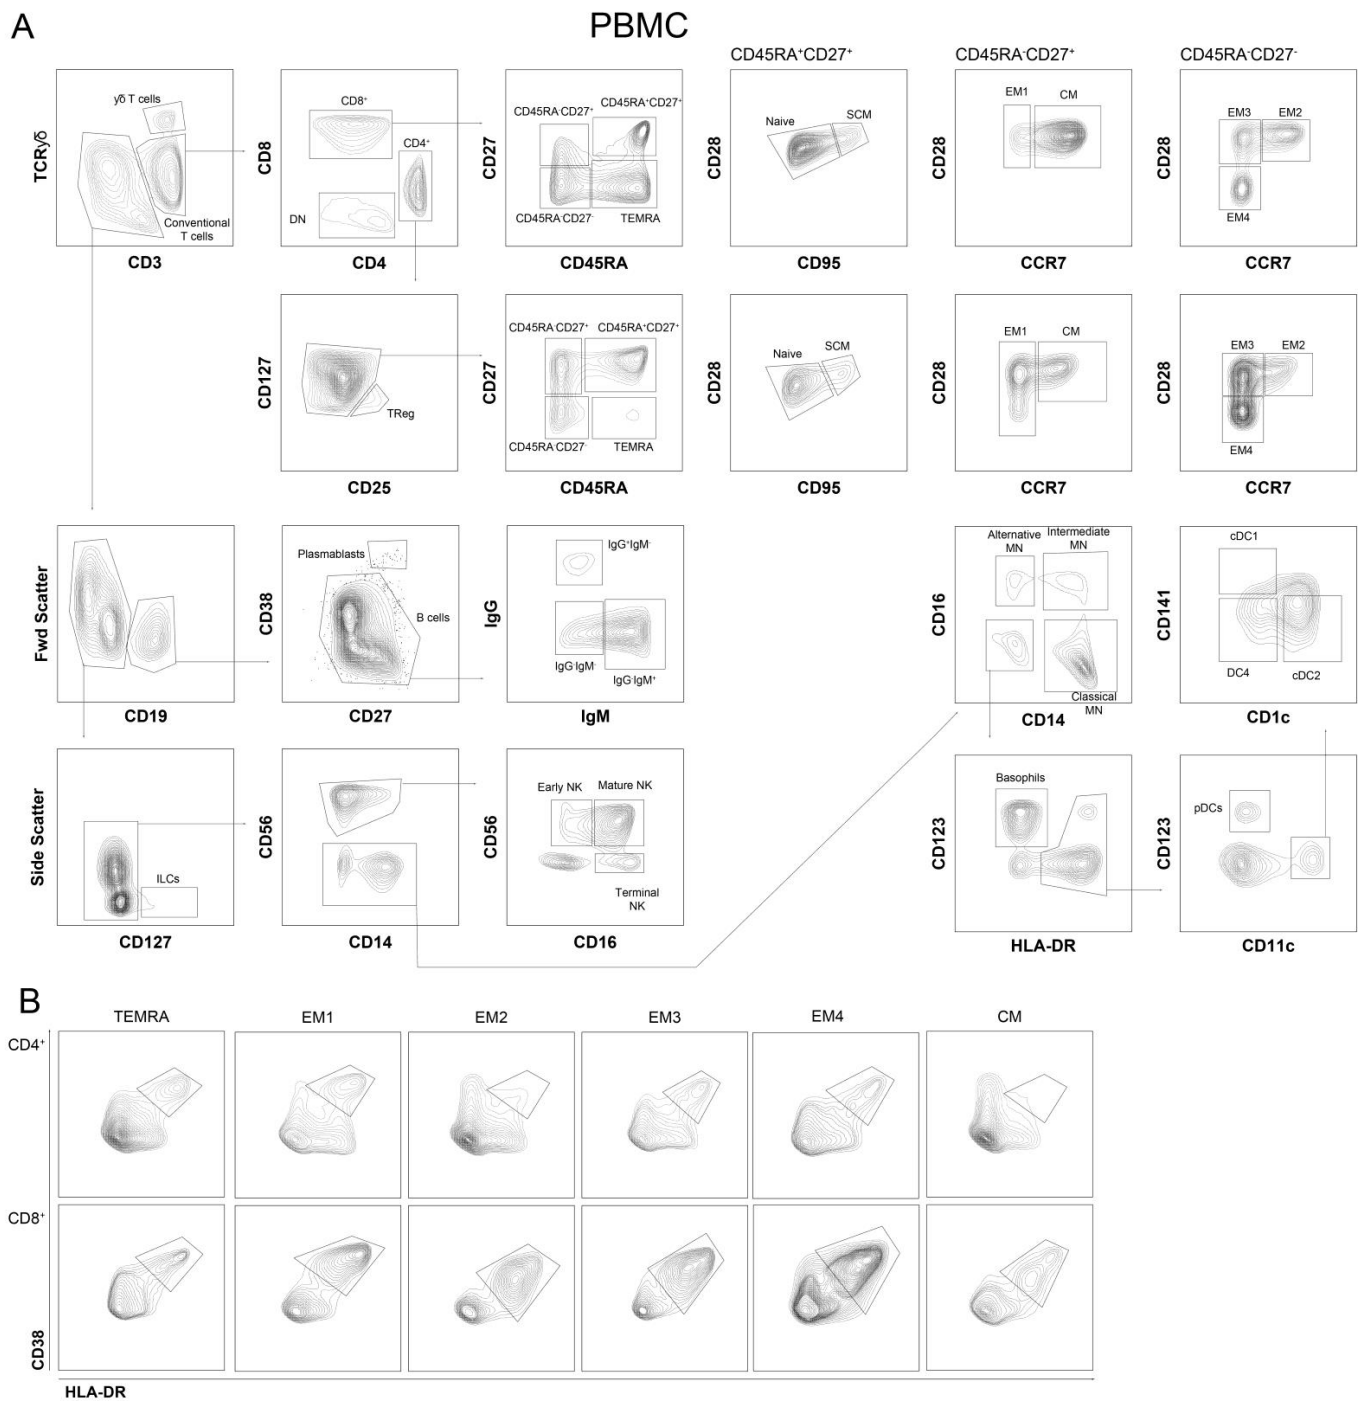 A
PBMC
CD45RA⁺CD27⁺
CD45RA⁻CD27⁺
CD45RA⁻CD27⁻
TCRγδ
γδ T cells
Conventional
T cells
CD3
CD8
CD8⁺
CD4⁺
DN
CD4
CD27
CD45RA⁻CD27⁺
CD45RA⁺CD27⁺
CD45RA⁻CD27⁻
TEMRA
CD45RA
CD28
Naive
SCM
CD95
CD28
EM1
CM
CCR7
CD28
EM3
EM2
EM4
CCR7
CD127
TReg
CD25
CD27
CD45RA⁻CD27⁺
CD45RA⁺CD27⁺
CD45RA⁻CD27⁻
TEMRA
CD45RA
CD28
Naive
SCM
CD95
CD28
EM1
CM
CCR7
CD28
EM3
EM2
EM4
CCR7
Fwd Scatter
CD19
CD38
Plasmablasts
B cells
CD27
IgG
IgG⁺IgM⁻
IgG⁻IgM⁻
IgG⁻IgM⁺
IgM
CD16
Alternative
MN
Intermediate
MN
Classical
MN
CD14
CD141
cDC1
DC4
cDC2
CD1c
Side Scatter
ILCs
CD127
CD56
CD14
CD56
Early NK
Mature NK
Terminal
NK
CD16
CD123
Basophils
HLA-DR
CD123
pDCs
CD11c
B
TEMRA
EM1
EM2
EM3
EM4
CM
CD4⁺
CD8⁺
CD38
HLA-DR